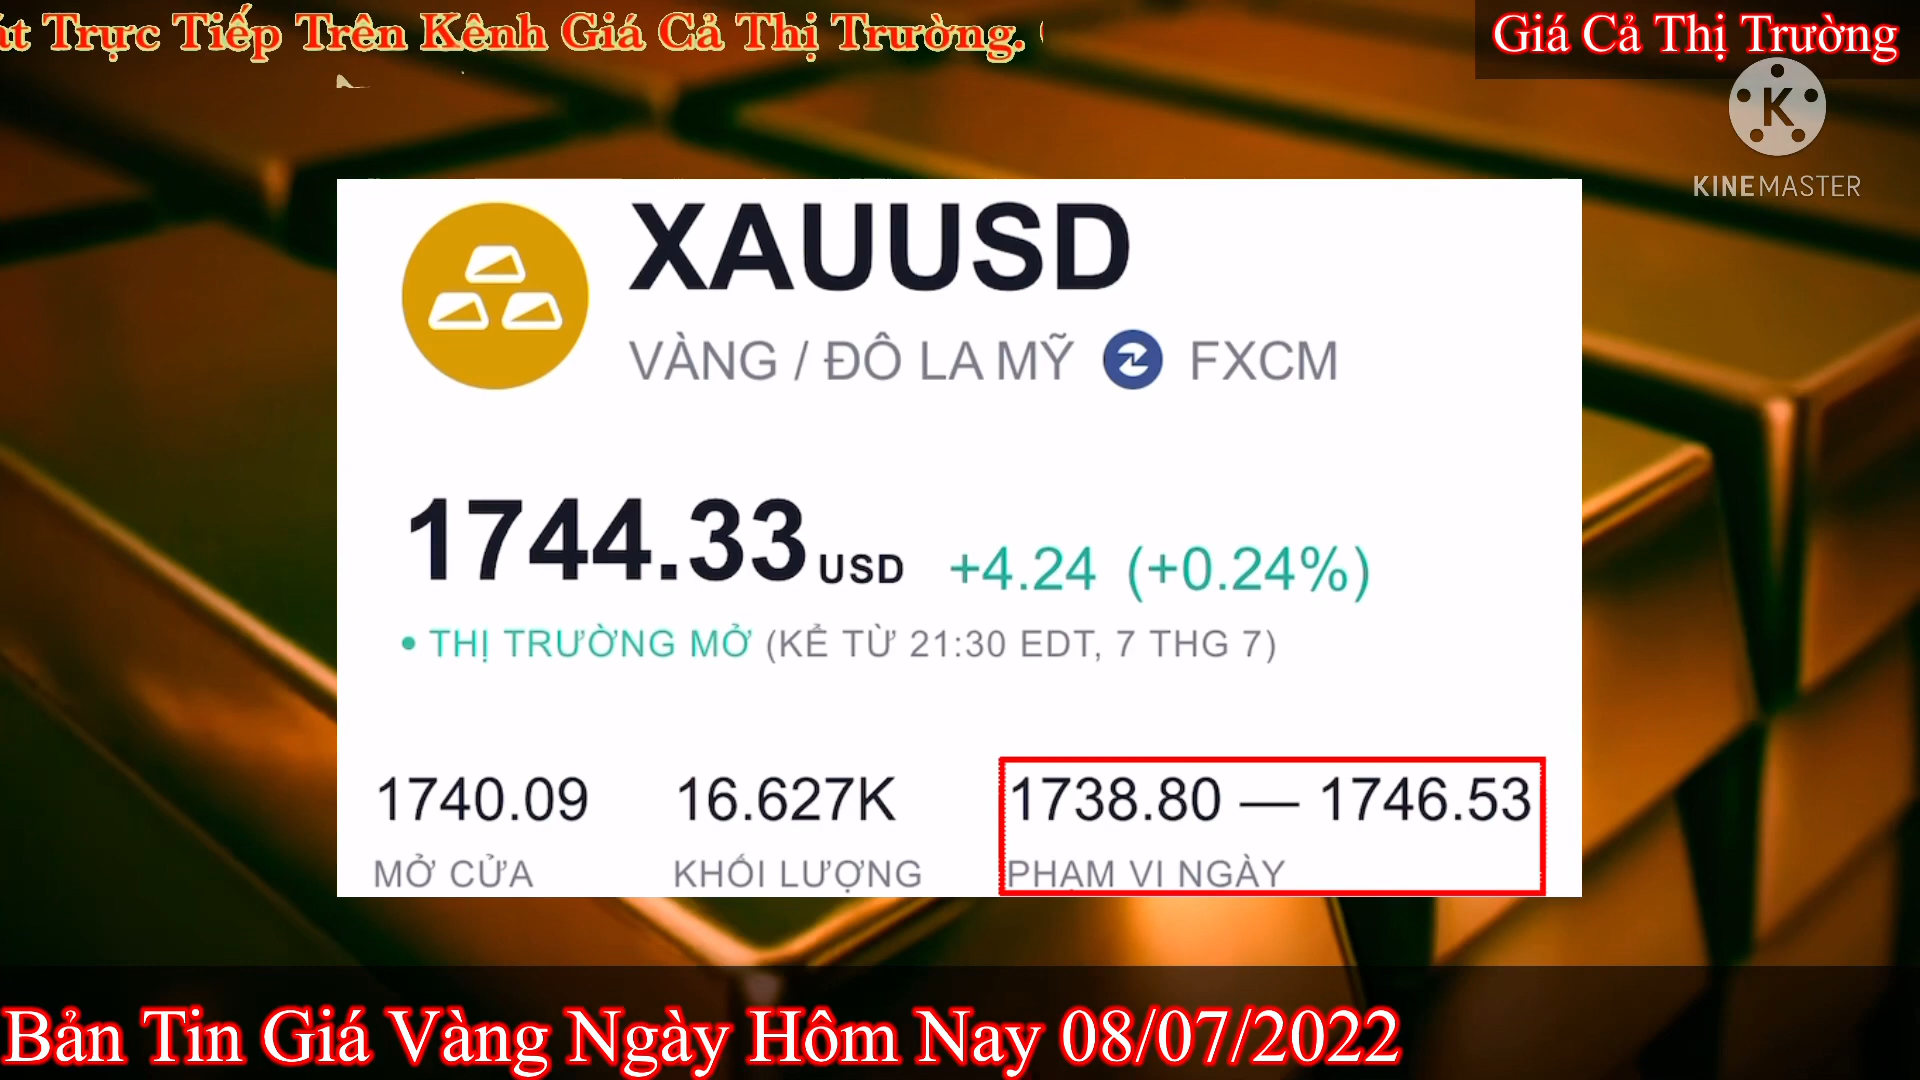 Trực Tiếp Trên Kênh Giá Cả Thị Trường.
Giá Cả Thị Trường
K
KINEMASTER
XAUUSD
VÀNG / ĐÔ LA MỸ FXCM
1744.33 USD +4.24 (+0.24%)
• THỊ TRƯỜNG MỞ (KỂ TỪ 21:30 EDT, 7 THG 7)
1740.09 16.627K 1738.80 — 1746.53
MỞ CỬA KHỐI LƯỢNG PHẠM VI NGÀY
Bản Tin Giá Vàng Ngày Hôm Nay 08/07/2022